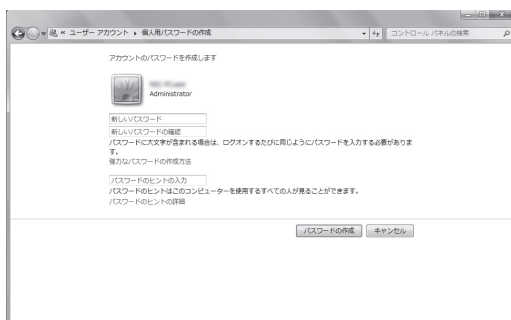 « ユーザー アカウント ▸ 個人用パスワードの作成
コントロール パネルの検索
アカウントのパスワードを作成します
Administrator
新しいパスワード
新しいパスワードの確認
パスワードに大文字が含まれる場合は、ログオンするたびに同じようにパスワードを入力する必要がありま
す。
強力なパスワードの作成方法
パスワードのヒントの入力
パスワードのヒントはこのコンピューターを使用するすべての人が見ることができます。
パスワードのヒントの詳細
パスワードの作成
キャンセル